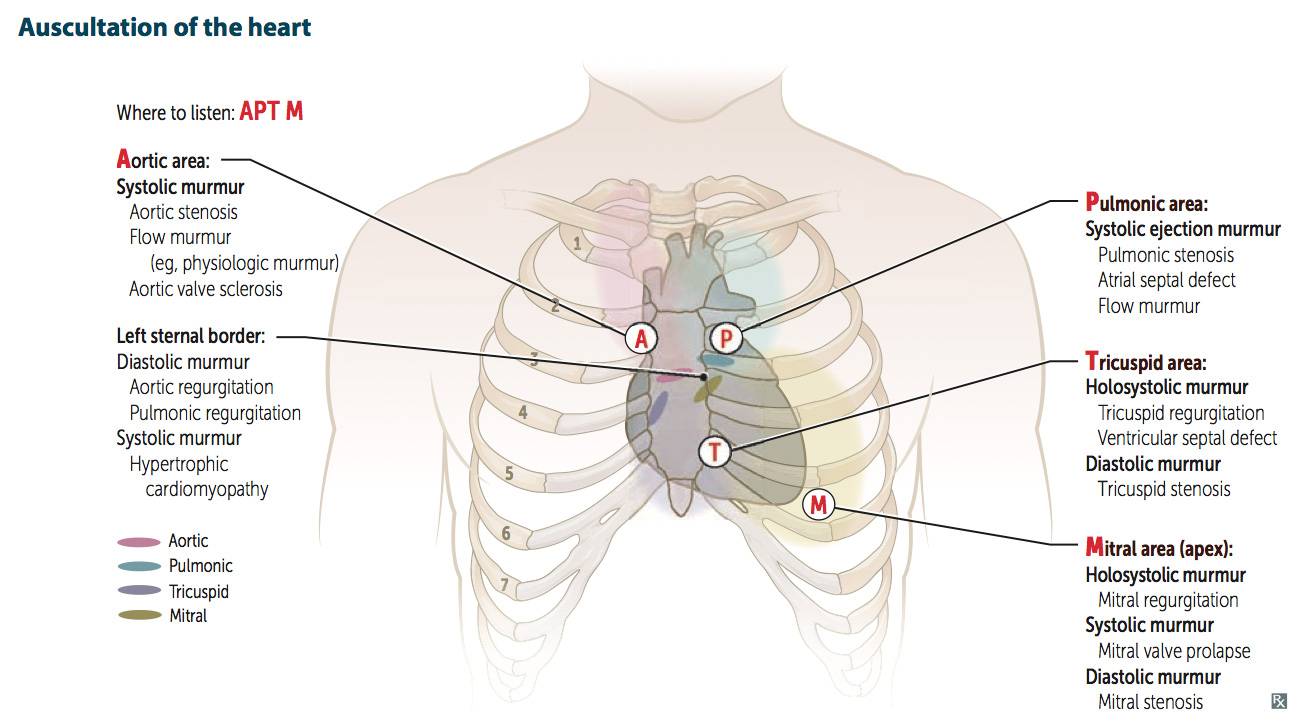 Auscultation of the heart
Where to listen: APT M
Aortic area:
Systolic murmur
Aortic stenosis
Flow murmur
(eg, physiologic murmur)
Aortic valve sclerosis
Left sternal border:
Diastolic murmur
Aortic regurgitation
Pulmonic regurgitation
Systolic murmur
Hypertrophic
cardiomyopathy
Aortic
Pulmonic
Tricuspid
Mitral
1
2
3
4
5
6
7
A
P
T
M
Pulmonic area:
Systolic ejection murmur
Pulmonic stenosis
Atrial septal defect
Flow murmur
Tricuspid area:
Holosystolic murmur
Tricuspid regurgitation
Ventricular septal defect
Diastolic murmur
Tricuspid stenosis
Mitral area (apex):
Holosystolic murmur
Mitral regurgitation
Systolic murmur
Mitral valve prolapse
Diastolic murmur
Mitral stenosis
℞